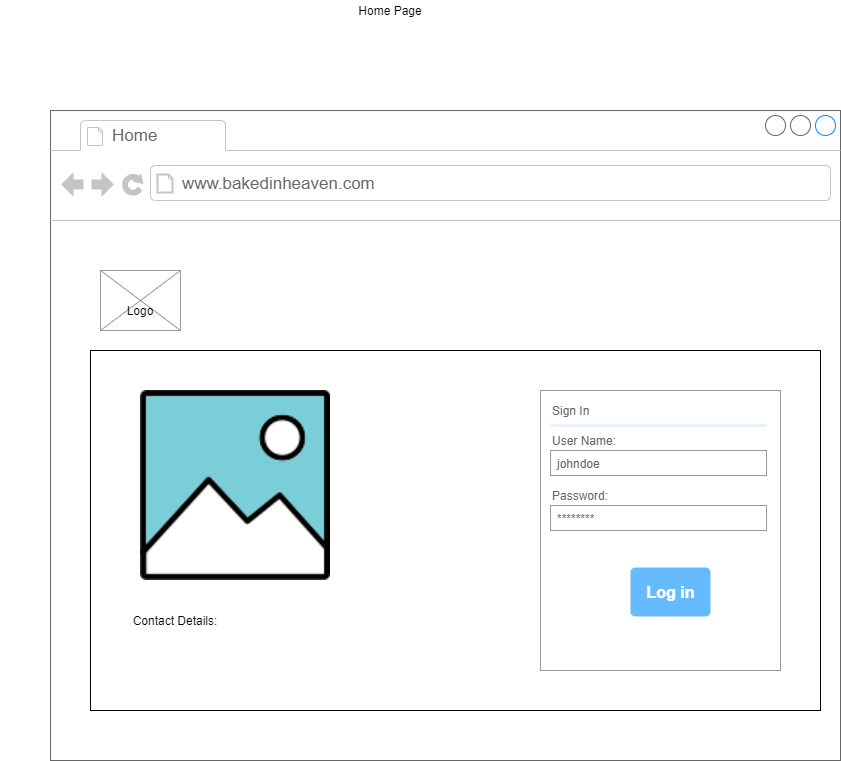 Home Page
Home
www.bakedinheaven.com
Logo
Sign In
User Name:
johndoe
Password:
********
Log in
Contact Details: